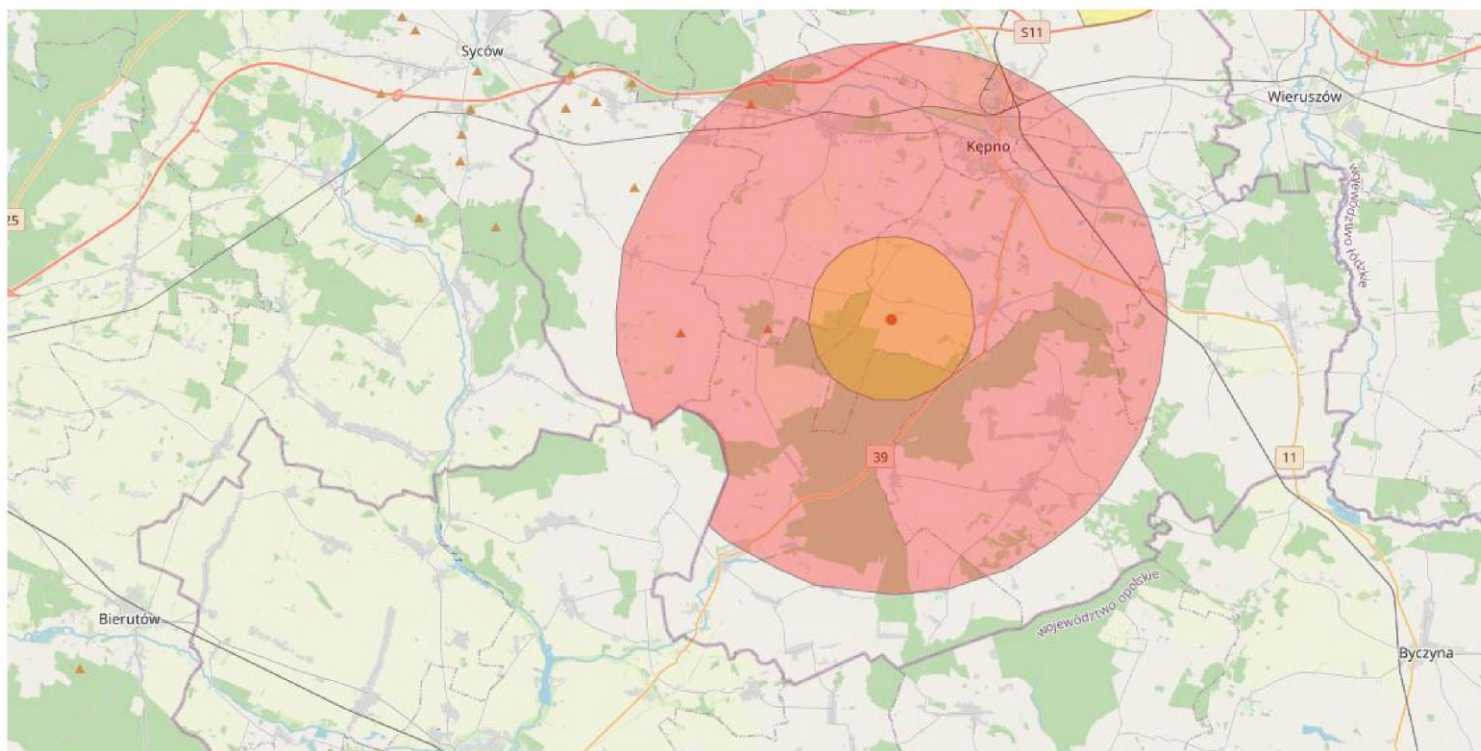 S11
Syców
Wieruszów
Kępno
województwo łódzkie
25
39
11
województwo opolskie
Bierutów
Byczyna